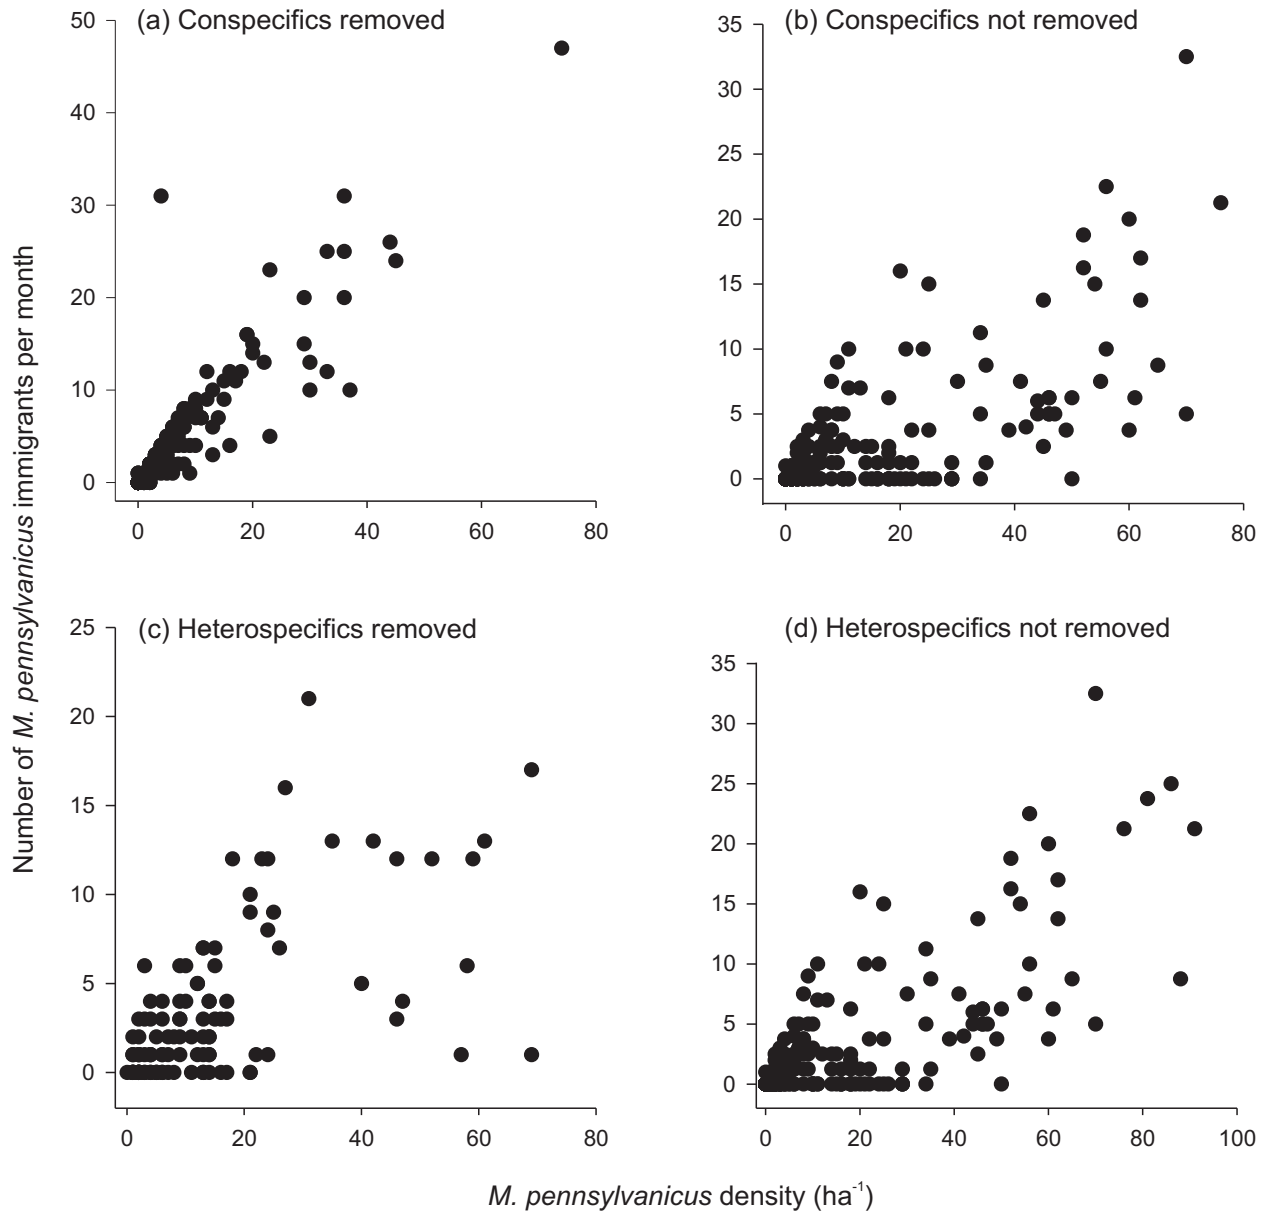 (a) Conspecifics removed
50
40
30
20
10
0
0 20 40 60 80
(b) Conspecifics not removed
35
30
25
20
15
10
5
0
0 20 40 60 80
Number of M. pennsylvanicus immigrants per month
(c) Heterospecifics removed
25
20
15
10
5
0
0 20 40 60 80
(d) Heterospecifics not removed
35
30
25
20
15
10
5
0
0 20 40 60 80 100
M. pennsylvanicus density (ha⁻¹)